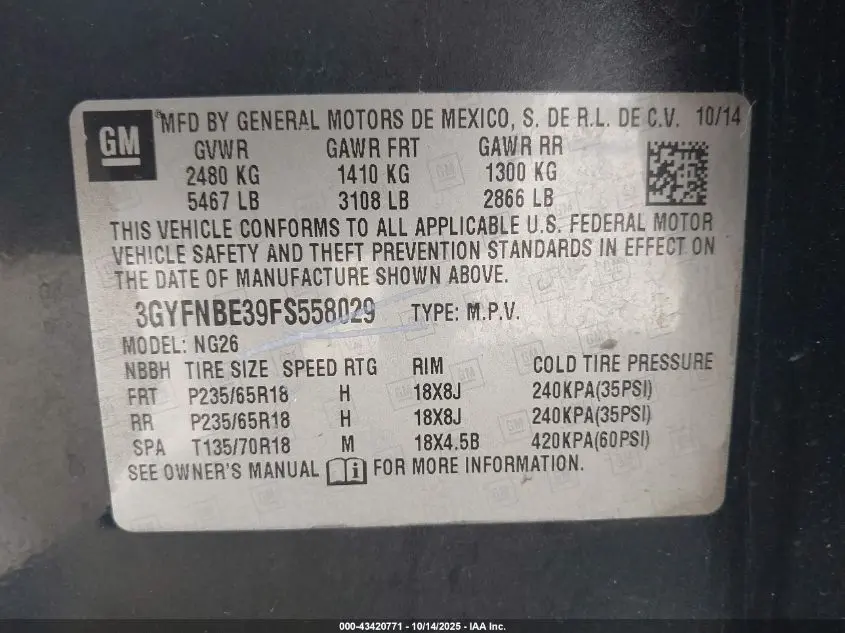 GM
MFD BY GENERAL MOTORS DE MEXICO, S. DE R.L. DE C.V. 10/14
GVWR GAWR FRT GAWR RR
2480 KG 1410 KG 1300 KG
5467 LB 3108 LB 2866 LB
THIS VEHICLE CONFORMS TO ALL APPLICABLE U.S. FEDERAL MOTOR
VEHICLE SAFETY AND THEFT PREVENTION STANDARDS IN EFFECT ON
THE DATE OF MANUFACTURE SHOWN ABOVE.
3GYFNBE39FS558029 TYPE: M.P.V.
MODEL: NG26
NBBH TIRE SIZE SPEED RTG RIM COLD TIRE PRESSURE
FRT P235/65R18 H 18X8J 240KPA(35PSI)
RR P235/65R18 H 18X8J 240KPA(35PSI)
SPA T135/70R18 M 18X4.5B 420KPA(60PSI)
SEE OWNER'S MANUAL i FOR MORE INFORMATION.
000-43420771 | 10/14/2025 | IAA Inc.